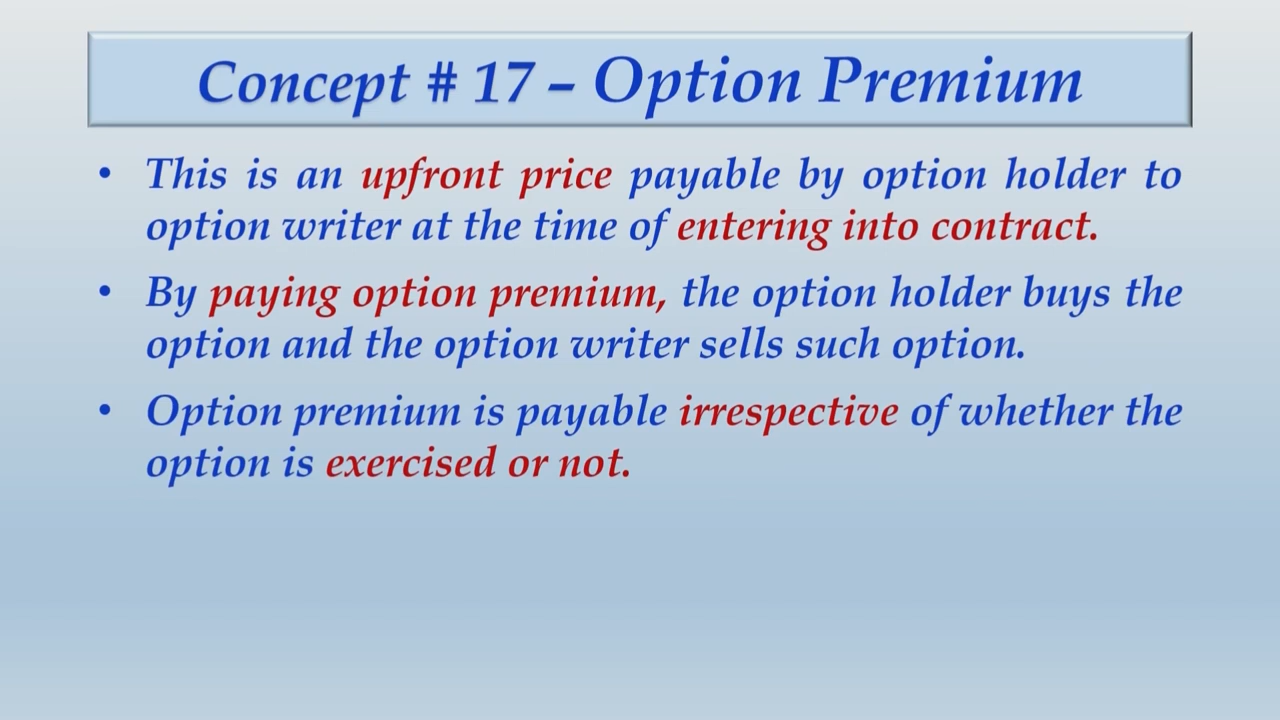 Concept # 17 – Option Premium
• This is an upfront price payable by option holder to
option writer at the time of entering into contract.
• By paying option premium, the option holder buys the
option and the option writer sells such option.
• Option premium is payable irrespective of whether the
option is exercised or not.